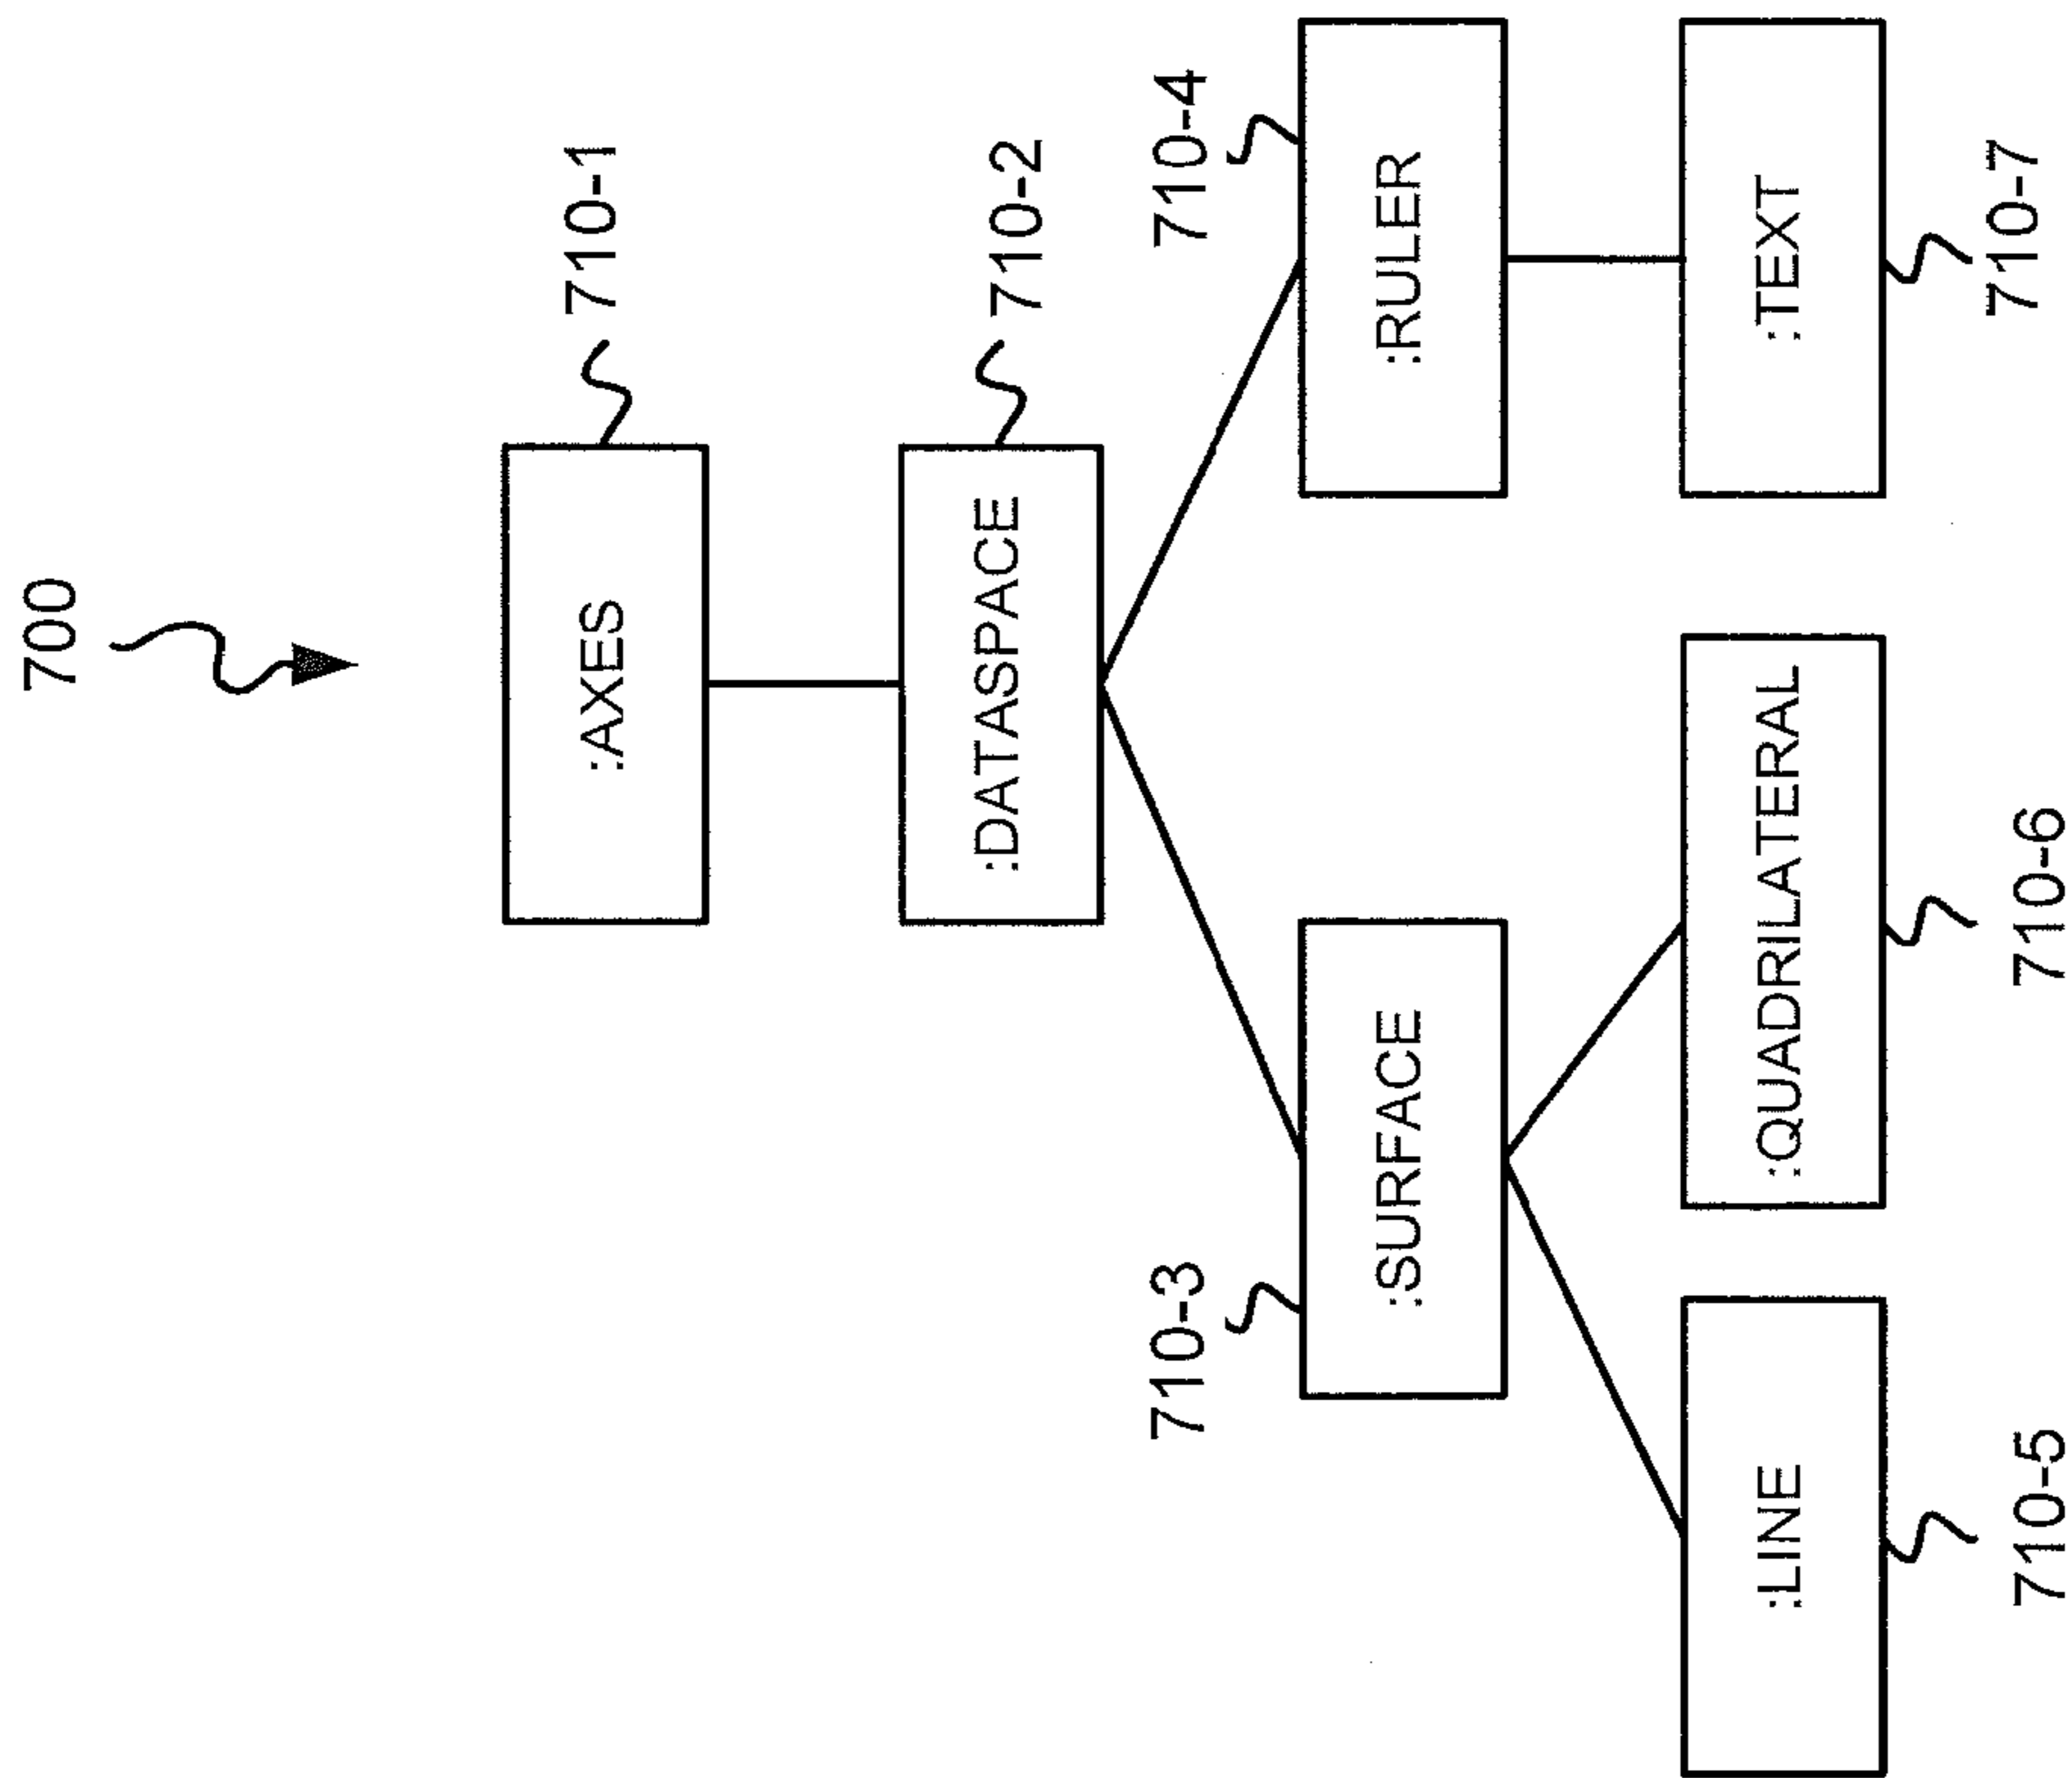 700
:AXES
710-1
:DATASPACE
710-2
710-3
:SURFACE
710-4
:RULER
:LINE
710-5
:QUADRILATERAL
710-6
:TEXT
710-7